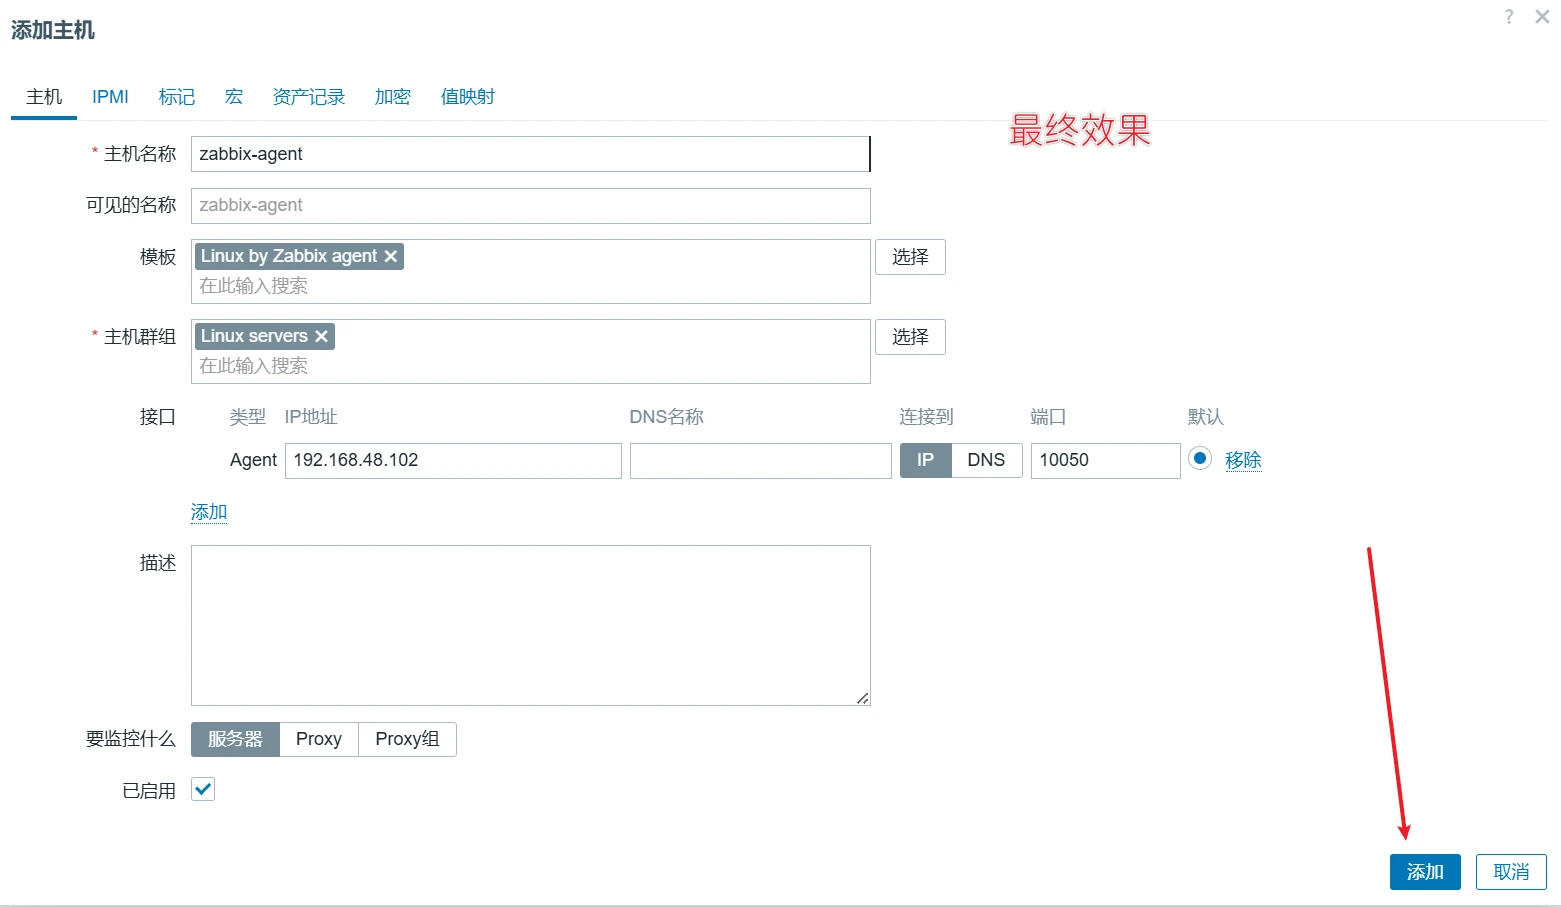 添加主机
?
主机 IPMI 标记 宏 资产记录 加密 值映射
最终效果
* 主机名称 zabbix-agent
可见的名称 zabbix-agent
模板 Linux by Zabbix agent 选择
在此输入搜索
* 主机群组 Linux servers 选择
在此输入搜索
接口 类型 IP地址 DNS名称 连接到 端口 默认
Agent 192.168.48.102 IP DNS 10050 移除
添加
描述
要监控什么 服务器 Proxy Proxy组
已启用
添加 取消